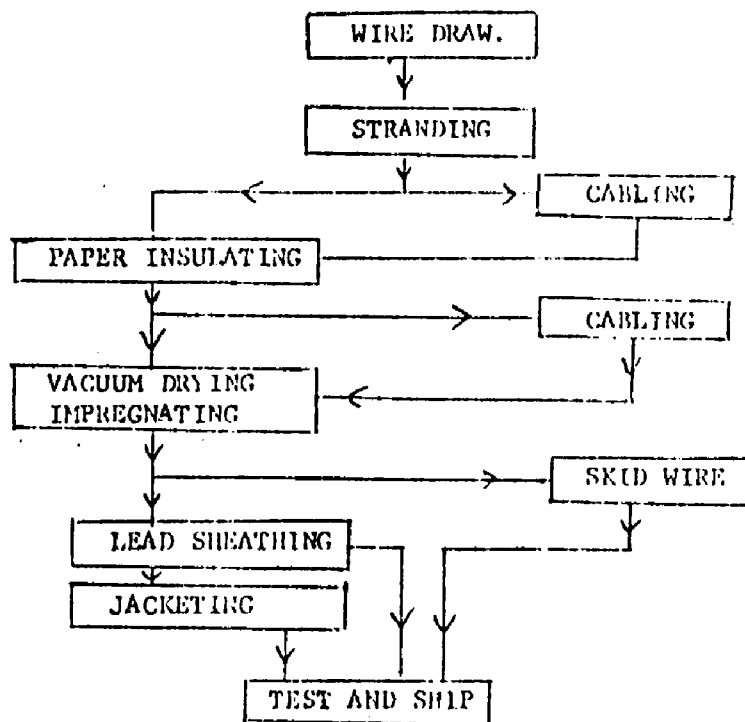 WIRE DRAW.
STRANDING
CABLING
PAPER INSULATING
CABLING
VACUUM DRYING
IMPREGNATING
SKID WIRE
LEAD SHEATHING
JACKETING
TEST AND SHIP